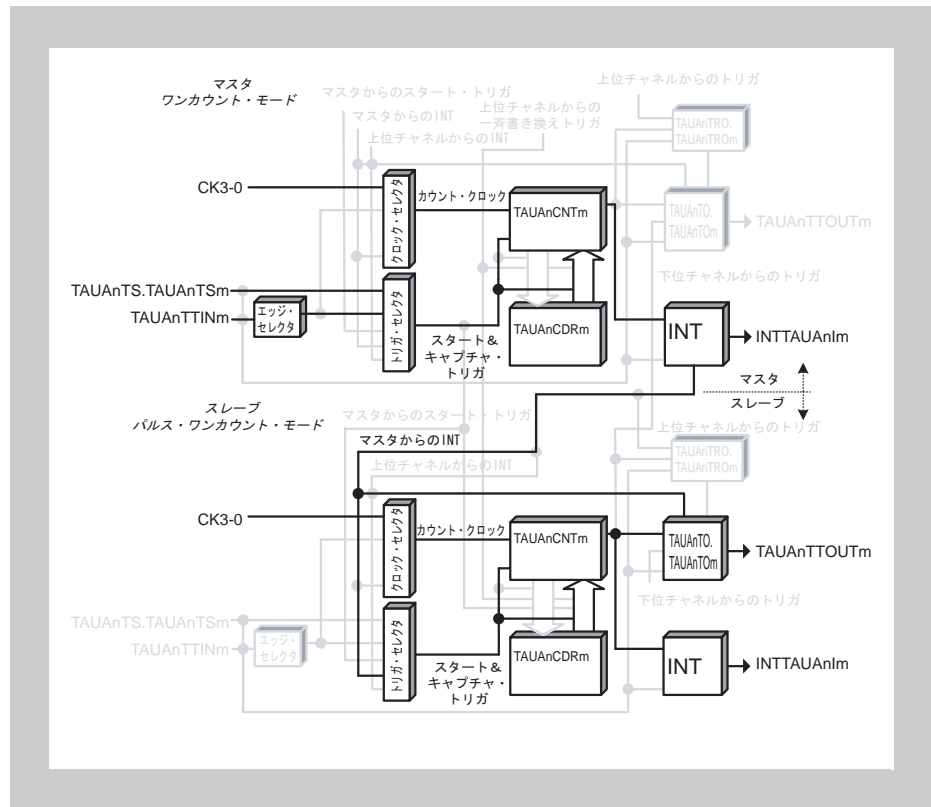 マスタ
ワンカウント・モード
マスタからのスタート・トリガ
マスタからのINT
上位チャネルからのINT
上位チャネルからの
一斉書き換えトリガ
上位チャネルからのトリガ
TAUAnTRO.
TAUAnTROm
CK3-0
クロック・セレクタ
カウント・クロック
TAUAnCNTm
TAUAnTO.
TAUAnTOm
TAUAnTTOUTm
下位チャネルからのトリガ
TAUAnTS.TAUAnTSm
TAUAnTTINm
エッジ・
セレクタ
トリガ・セレクタ
スタート&
キャプチャ・
トリガ
TAUAnCDRm
INT
INTTAUAnIm
マスタ
スレーブ
スレーブ
パルス・ワンカウント・モード
マスタからのスタート・トリガ
マスタからのINT
上位チャネルからのINT
上位チャネルからのトリガ
TAUAnTRO.
TAUAnTROm
CK3-0
クロック・セレクタ
カウント・クロック
TAUAnCNTm
TAUAnTO.
TAUAnTOm
TAUAnTTOUTm
下位チャネルからのトリガ
TAUAnTS.TAUAnTSm
TAUAnTTINm
エッジ・
セレクタ
トリガ・セレクタ
スタート&
キャプチャ・
トリガ
TAUAnCDRm
INT
INTTAUAnIm